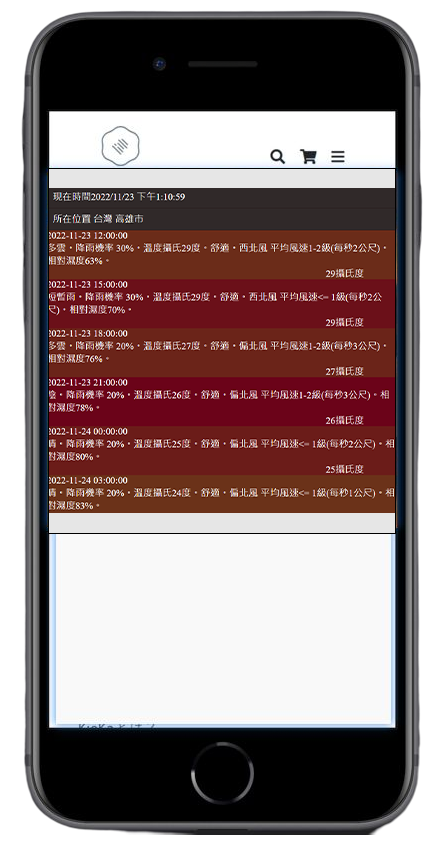 現在時間2022/11/23 下午1:10:59
所在位置 台灣 高雄市
2022-11-23 12:00:00
多雲。降雨機率 30%。溫度攝氏29度。舒適。西北風 平均風速1-2級(每秒2公尺)。
相對濕度63%。
29攝氏度
2022-11-23 15:00:00
短暫雨。降雨機率 30%。溫度攝氏29度。舒適。西北風 平均風速<= 1級(每秒2公
尺)。相對濕度70%。
29攝氏度
2022-11-23 18:00:00
多雲。降雨機率 20%。溫度攝氏27度。舒適。偏北風 平均風速1-2級(每秒3公尺)。
相對濕度76%。
27攝氏度
2022-11-23 21:00:00
陰。降雨機率 20%。溫度攝氏26度。舒適。偏北風 平均風速1-2級(每秒3公尺)。相
對濕度78%。
26攝氏度
2022-11-24 00:00:00
晴。降雨機率 20%。溫度攝氏25度。舒適。偏北風 平均風速<= 1級(每秒2公尺)。相
對濕度80%。
25攝氏度
2022-11-24 03:00:00
晴。降雨機率 20%。溫度攝氏24度。舒適。偏北風 平均風速<= 1級(每秒1公尺)。相
對濕度83%。